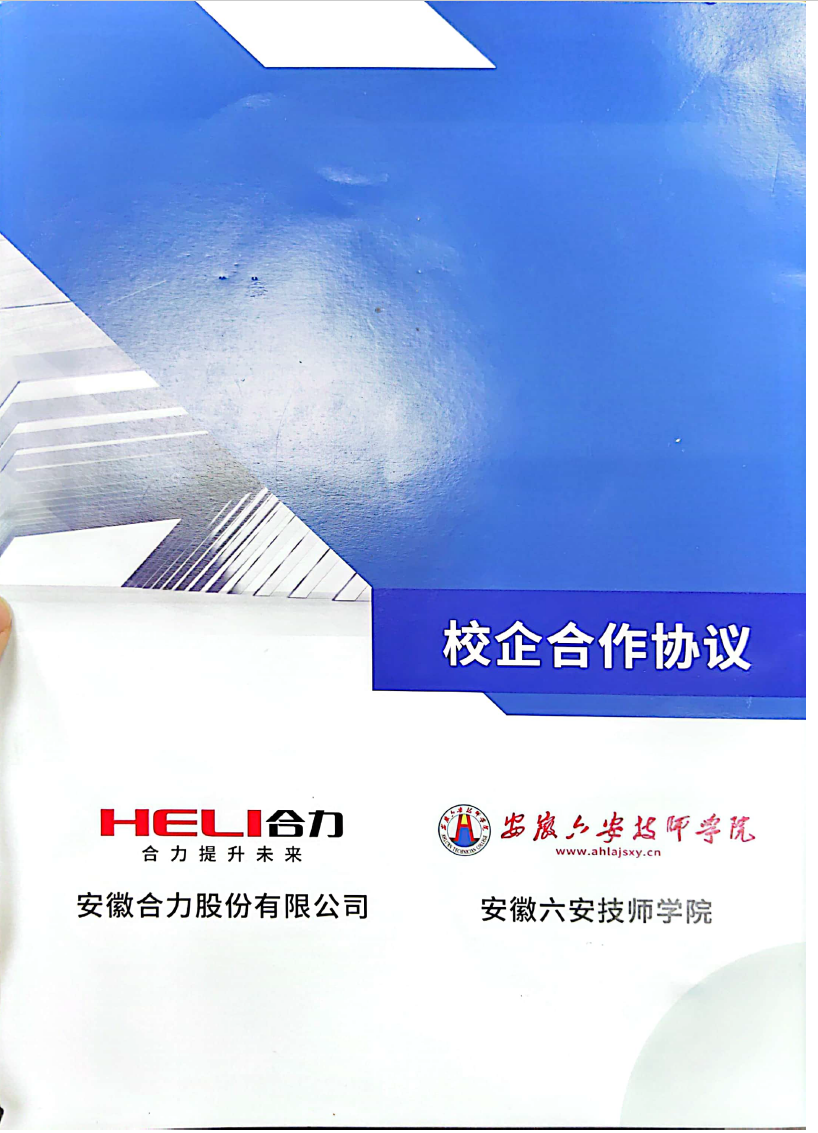 校企合作协议
HELI合力
合力提升未来
安徽合力股份有限公司
安徽六安技师学院
www.ahlajsxy.cn
安徽六安技师学院